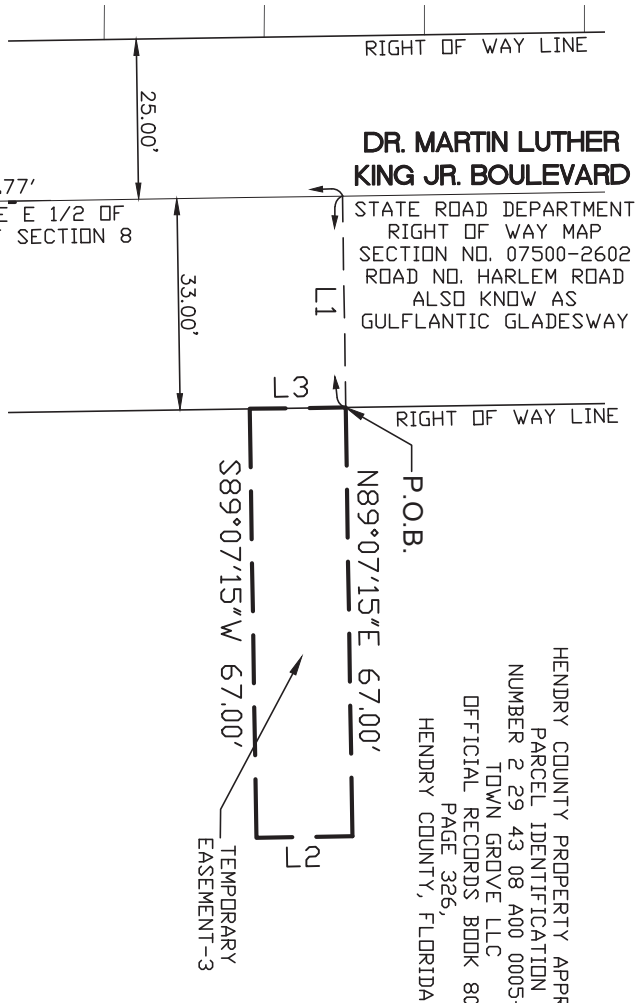 RIGHT OF WAY LINE
25.00'
DR. MARTIN LUTHER
KING JR. BOULEVARD
.77'
E 1/2 OF
SECTION 8
STATE ROAD DEPARTMENT
RIGHT OF WAY MAP
SECTION NO. 07500-2602
ROAD NO. HARLEM ROAD
ALSO KNOW AS
GULFLANTIC GLADESWAY
33.00'
L1
L3
RIGHT OF WAY LINE
P.O.B.
N89°07'15"E 67.00'
S89°07'15"W 67.00'
L2
TEMPORARY
EASEMENT-3
HENDRY COUNTY PROPERTY APPR
PARCEL IDENTIFICATION
NUMBER 2 29 43 08 A00 0005
TOWN GROVE LLC
OFFICIAL RECORDS BOOK 80
PAGE 326,
HENDRY COUNTY, FLORIDA